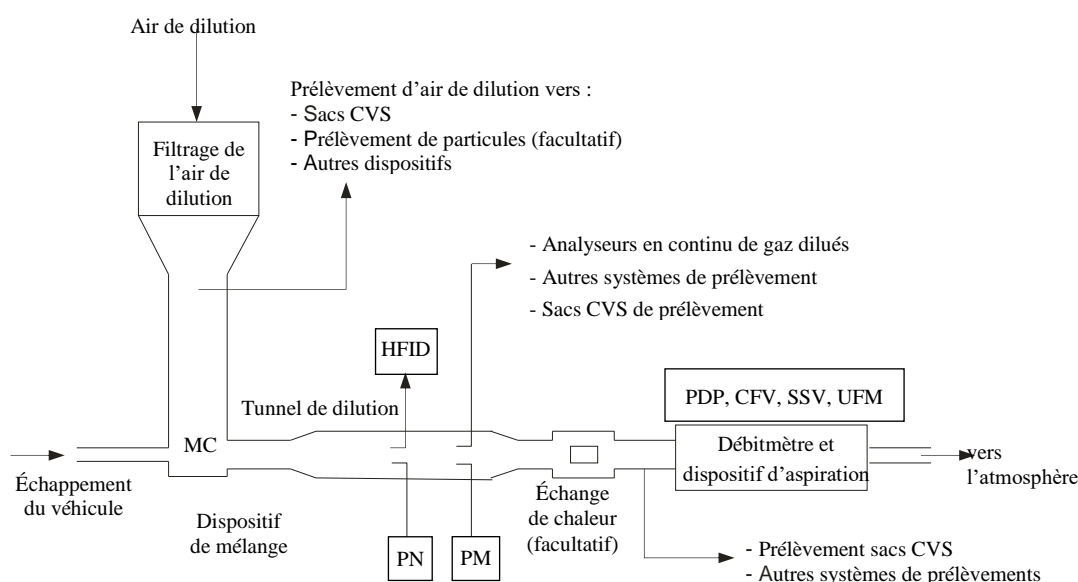 Air de dilution
Prélèvement d’air de dilution vers :
- Sacs CVS
- Prélèvement de particules (facultatif)
- Autres dispositifs
Filtrage de
l’air de
dilution
- Analyseurs en continu de gaz dilués
- Autres systèmes de prélèvement
- Sacs CVS de prélèvement
HFID
PDP, CFV, SSV, UFM
Tunnel de dilution
MC
Débitmètre et
dispositif d’aspiration
vers
l’atmosphère
Échappement
du véhicule
Dispositif
de mélange
Échange
de chaleur
(facultatif)
PN
PM
- Prélèvement sacs CVS
- Autres systèmes de prélèvements